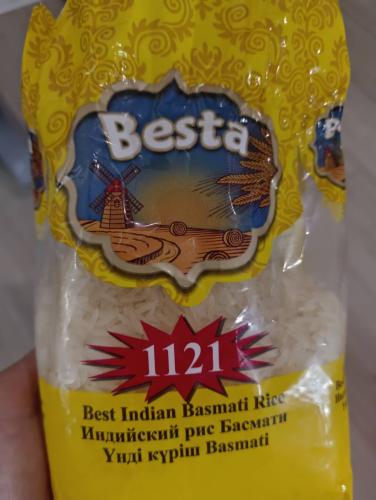 Besta
1121
Best Indian Basmati Rice
Индийский рис Басмати
Үнді күріш Basmati